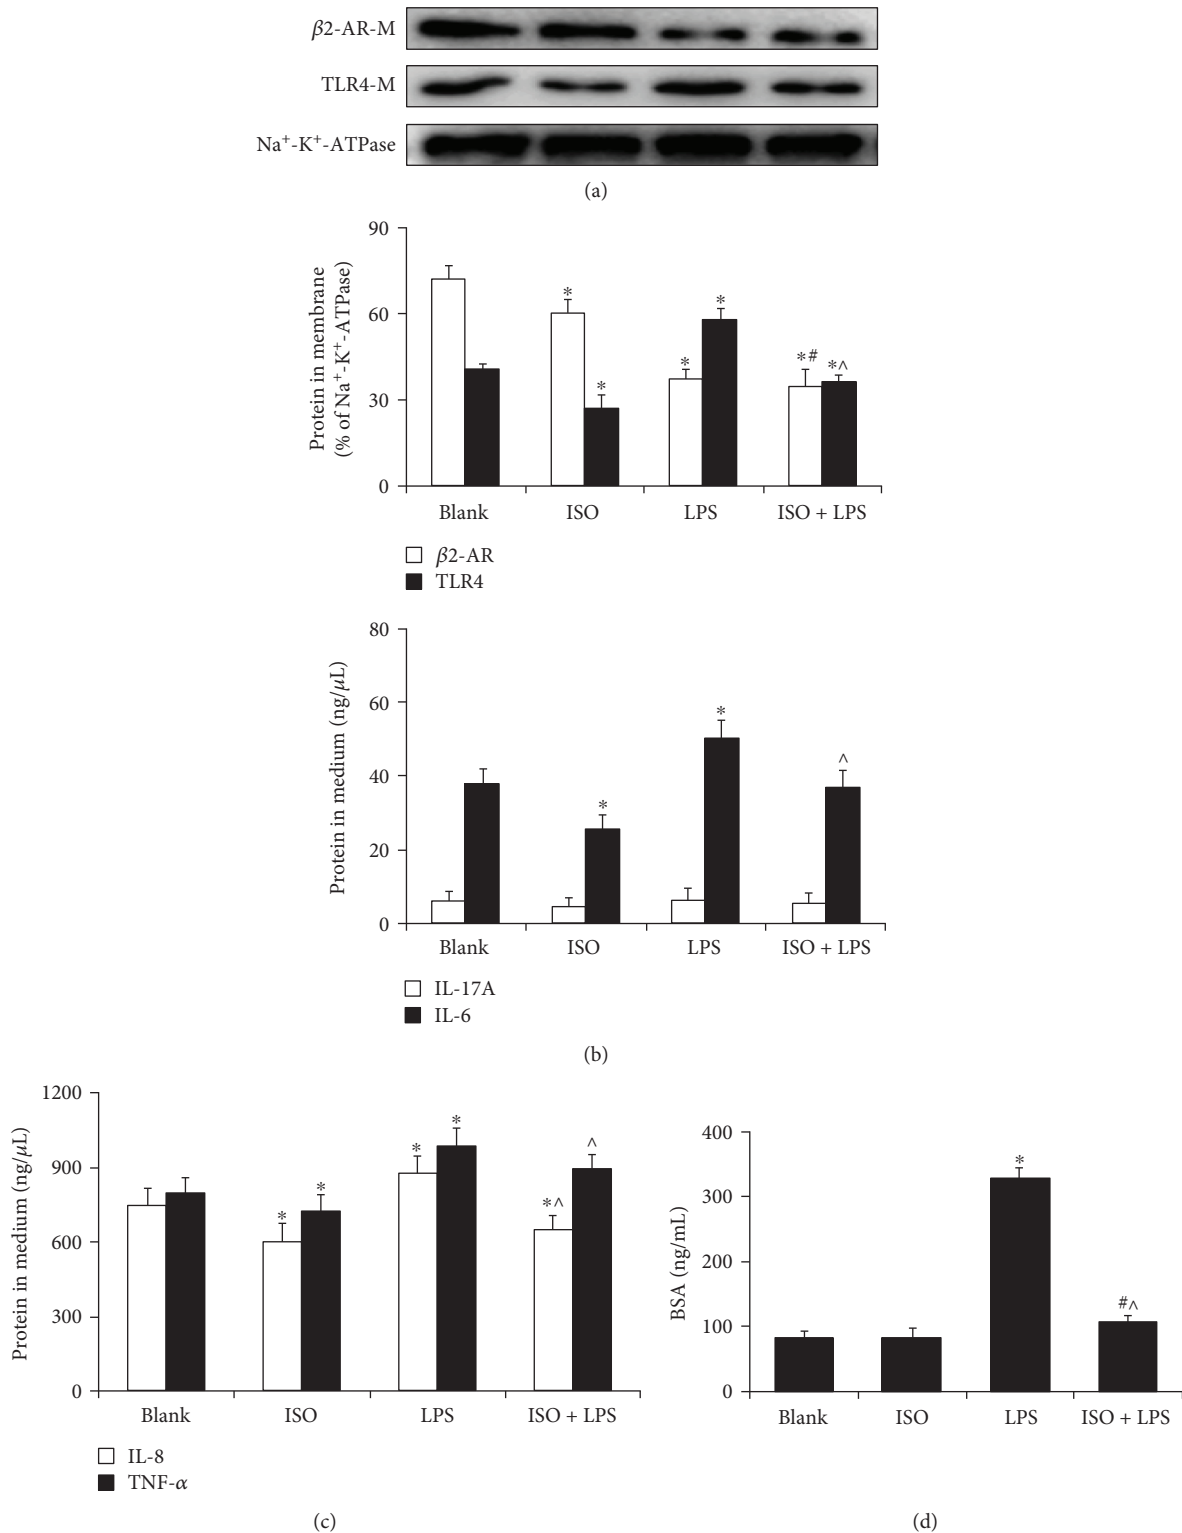 β2-AR-M
TLR4-M
Na⁺-K⁺-ATPase
(a)
Protein in membrane
(% of Na⁺-K⁺-ATPase)
90
60
30
0
*
*
*
*
*#
*^
Blank ISO LPS ISO + LPS
β2-AR
TLR4
Protein in medium (ng/μL)
80
60
40
20
0
*
*
^
Blank ISO LPS ISO + LPS
IL-17A
IL-6
(b)
Protein in medium (ng/μL)
1200
900
600
300
0
*
*
*
*
*^
^
Blank ISO LPS ISO + LPS
IL-8
TNF-α
(c)
BSA (ng/mL)
400
300
200
100
0
*
#^
Blank ISO LPS ISO + LPS
(d)